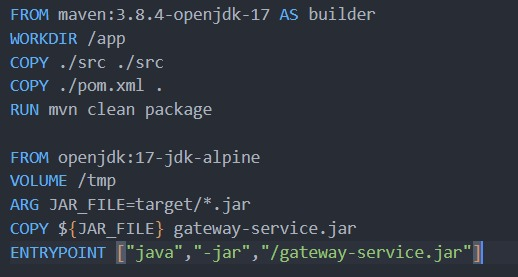 FROM maven:3.8.4-openjdk-17 AS builder
WORKDIR /app
COPY ./src ./src
COPY ./pom.xml .
RUN mvn clean package

FROM openjdk:17-jdk-alpine
VOLUME /tmp
ARG JAR_FILE=target/*.jar
COPY ${JAR_FILE} gateway-service.jar
ENTRYPOINT ["java","-jar","/gateway-service.jar"]